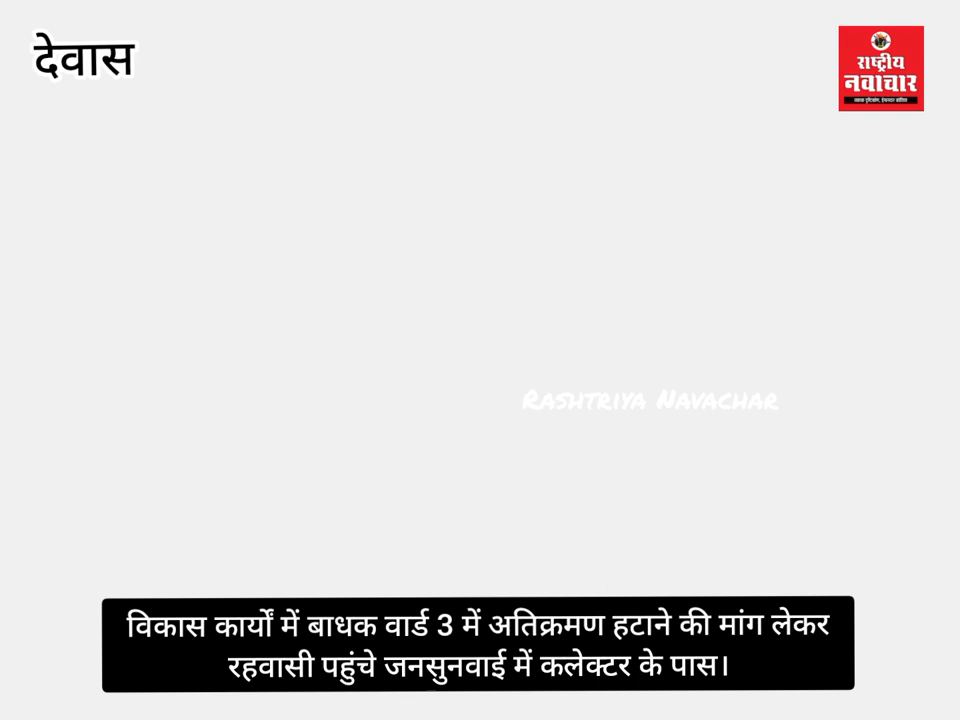 देवास
राष्ट्रीय
नवाचार
Rashtriya Navachar
विकास कार्यों में बाधक वार्ड 3 में अतिक्रमण हटाने की मांग लेकर
रहवासी पहुंचे जनसुनवाई में कलेक्टर के पास।